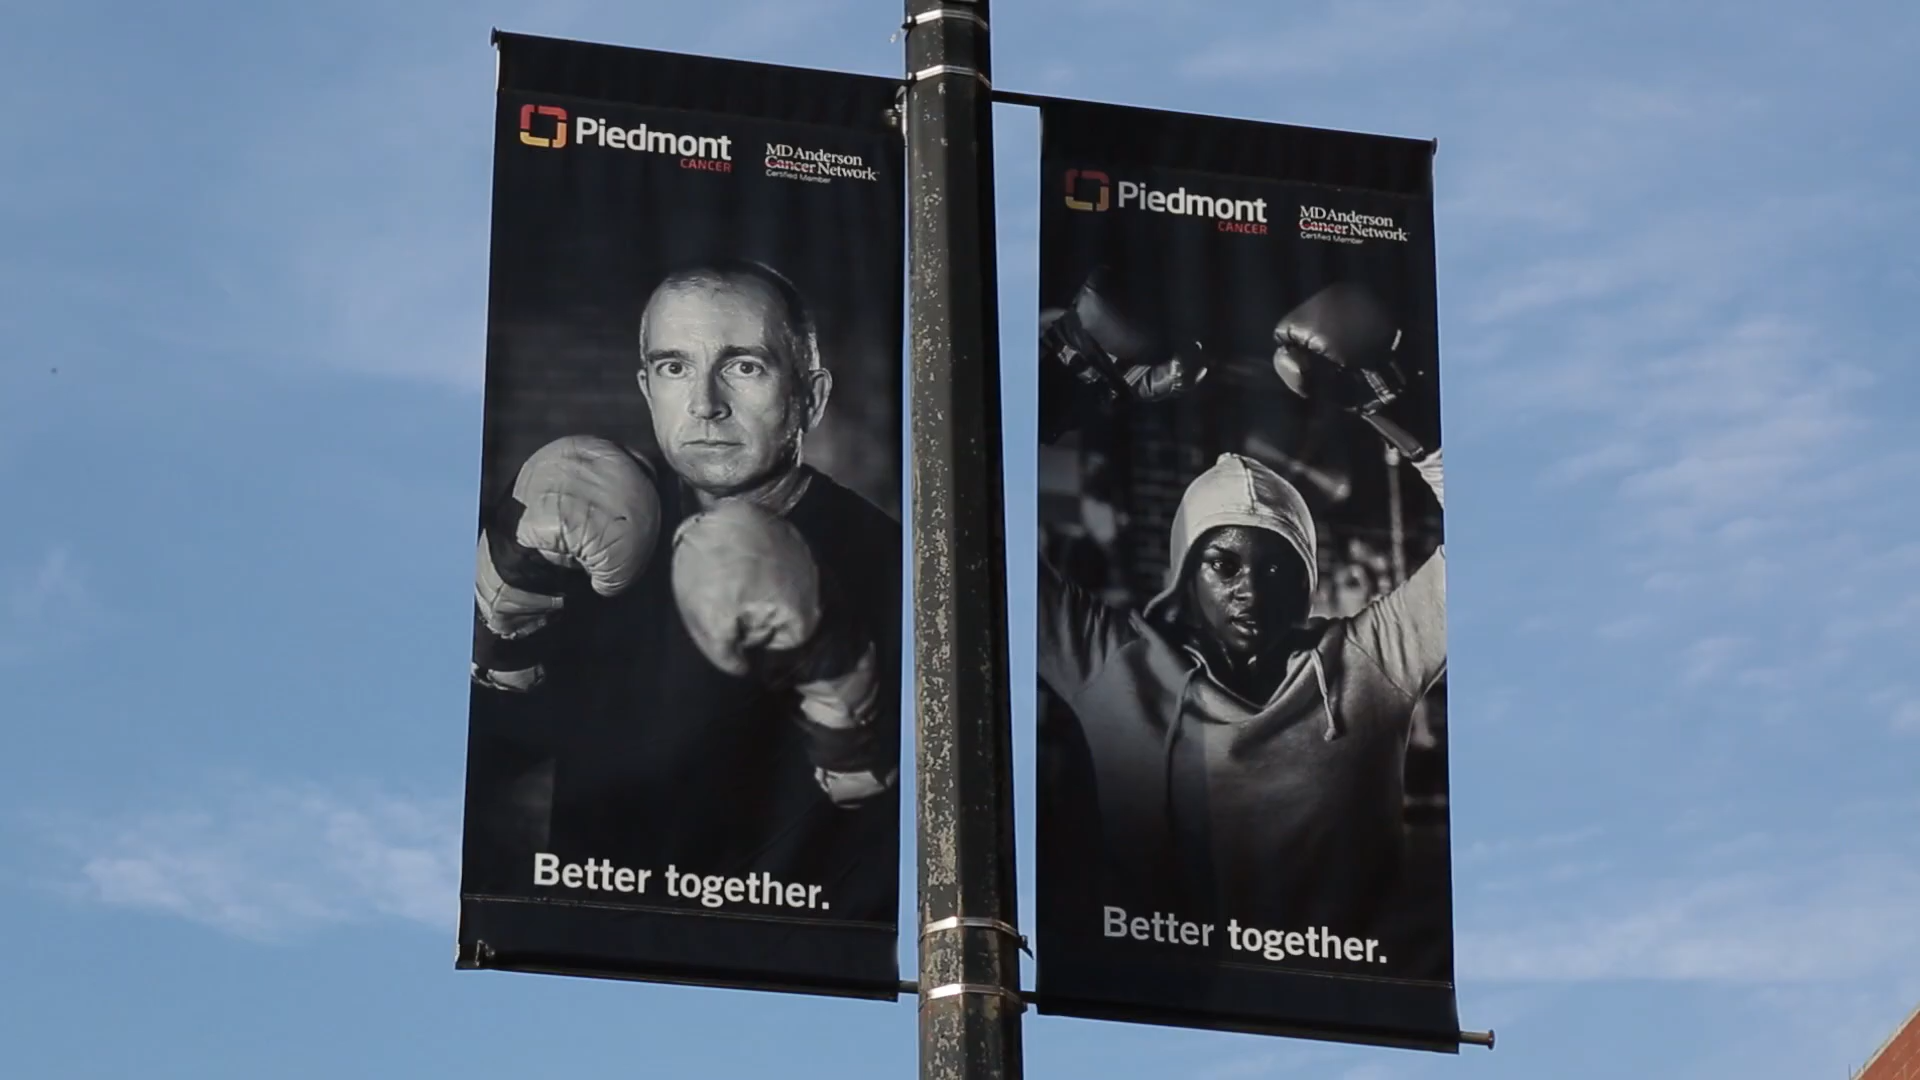 Piedmont
CANCER
MD Anderson
Cancer Network
Certified Member
Better together.
Piedmont
CANCER
MD Anderson
Cancer Network
Certified Member
Better together.